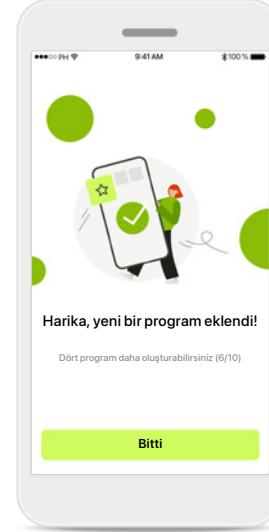 PH 9:41 AM 100 %
Harika, yeni bir program eklendi!
Dört program daha oluşturabilirsiniz (6/10)
Bitti